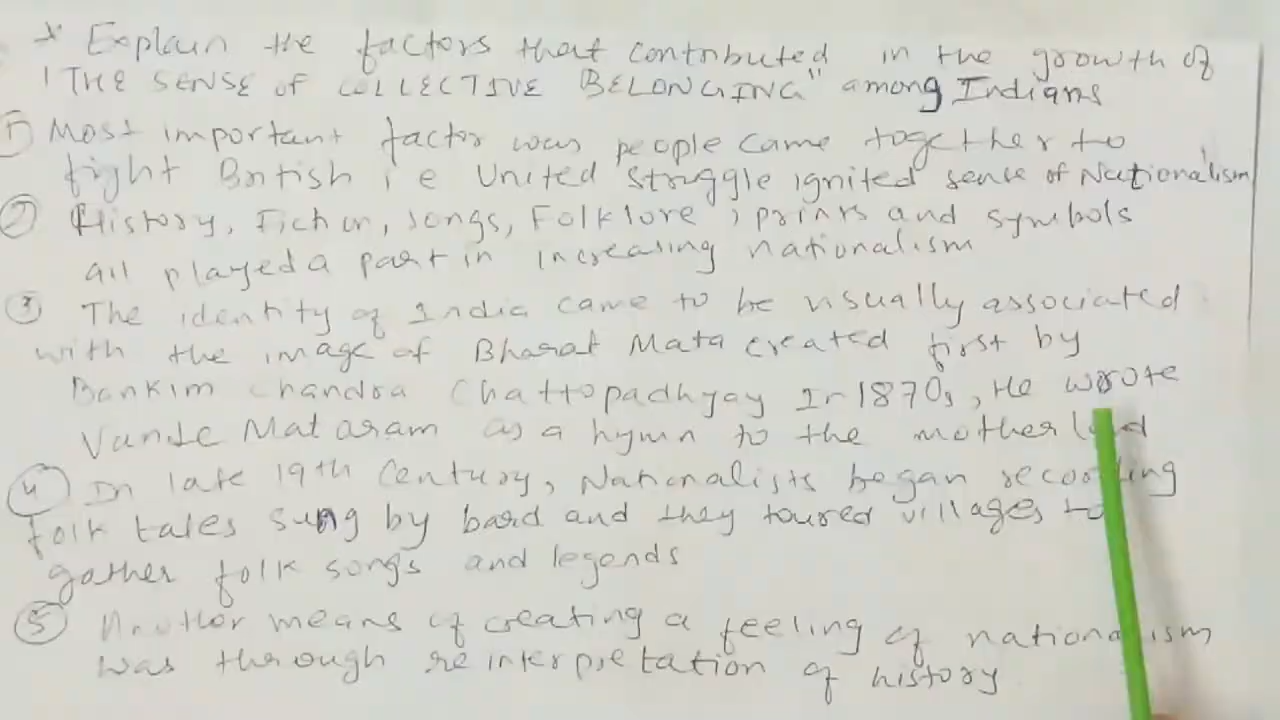 * Explain the factors that contributed in the growth of
"THE SENSE of COLLECTIVE BELONGING" among Indians
1) Most important factor was people came together to
fight British i e United Struggle ignited sense of Nationalism
② History, Fiction, songs, Folklore, prints and symbols
all played a part in increasing nationalism
③ The identity of India came to be visually associated
with the image of Bharat Mata created first by
Bankim Chandra Chattopadhyay In 1870s, He wrote
Vande Mataram as a hymn to the motherland
④ In late 19th Century, Nationalists began recording
folk tales sung by bard and they toured villages to
gather folk songs and legends
⑤ Another means of creating a feeling of nationalism
was through reinterpretation of history